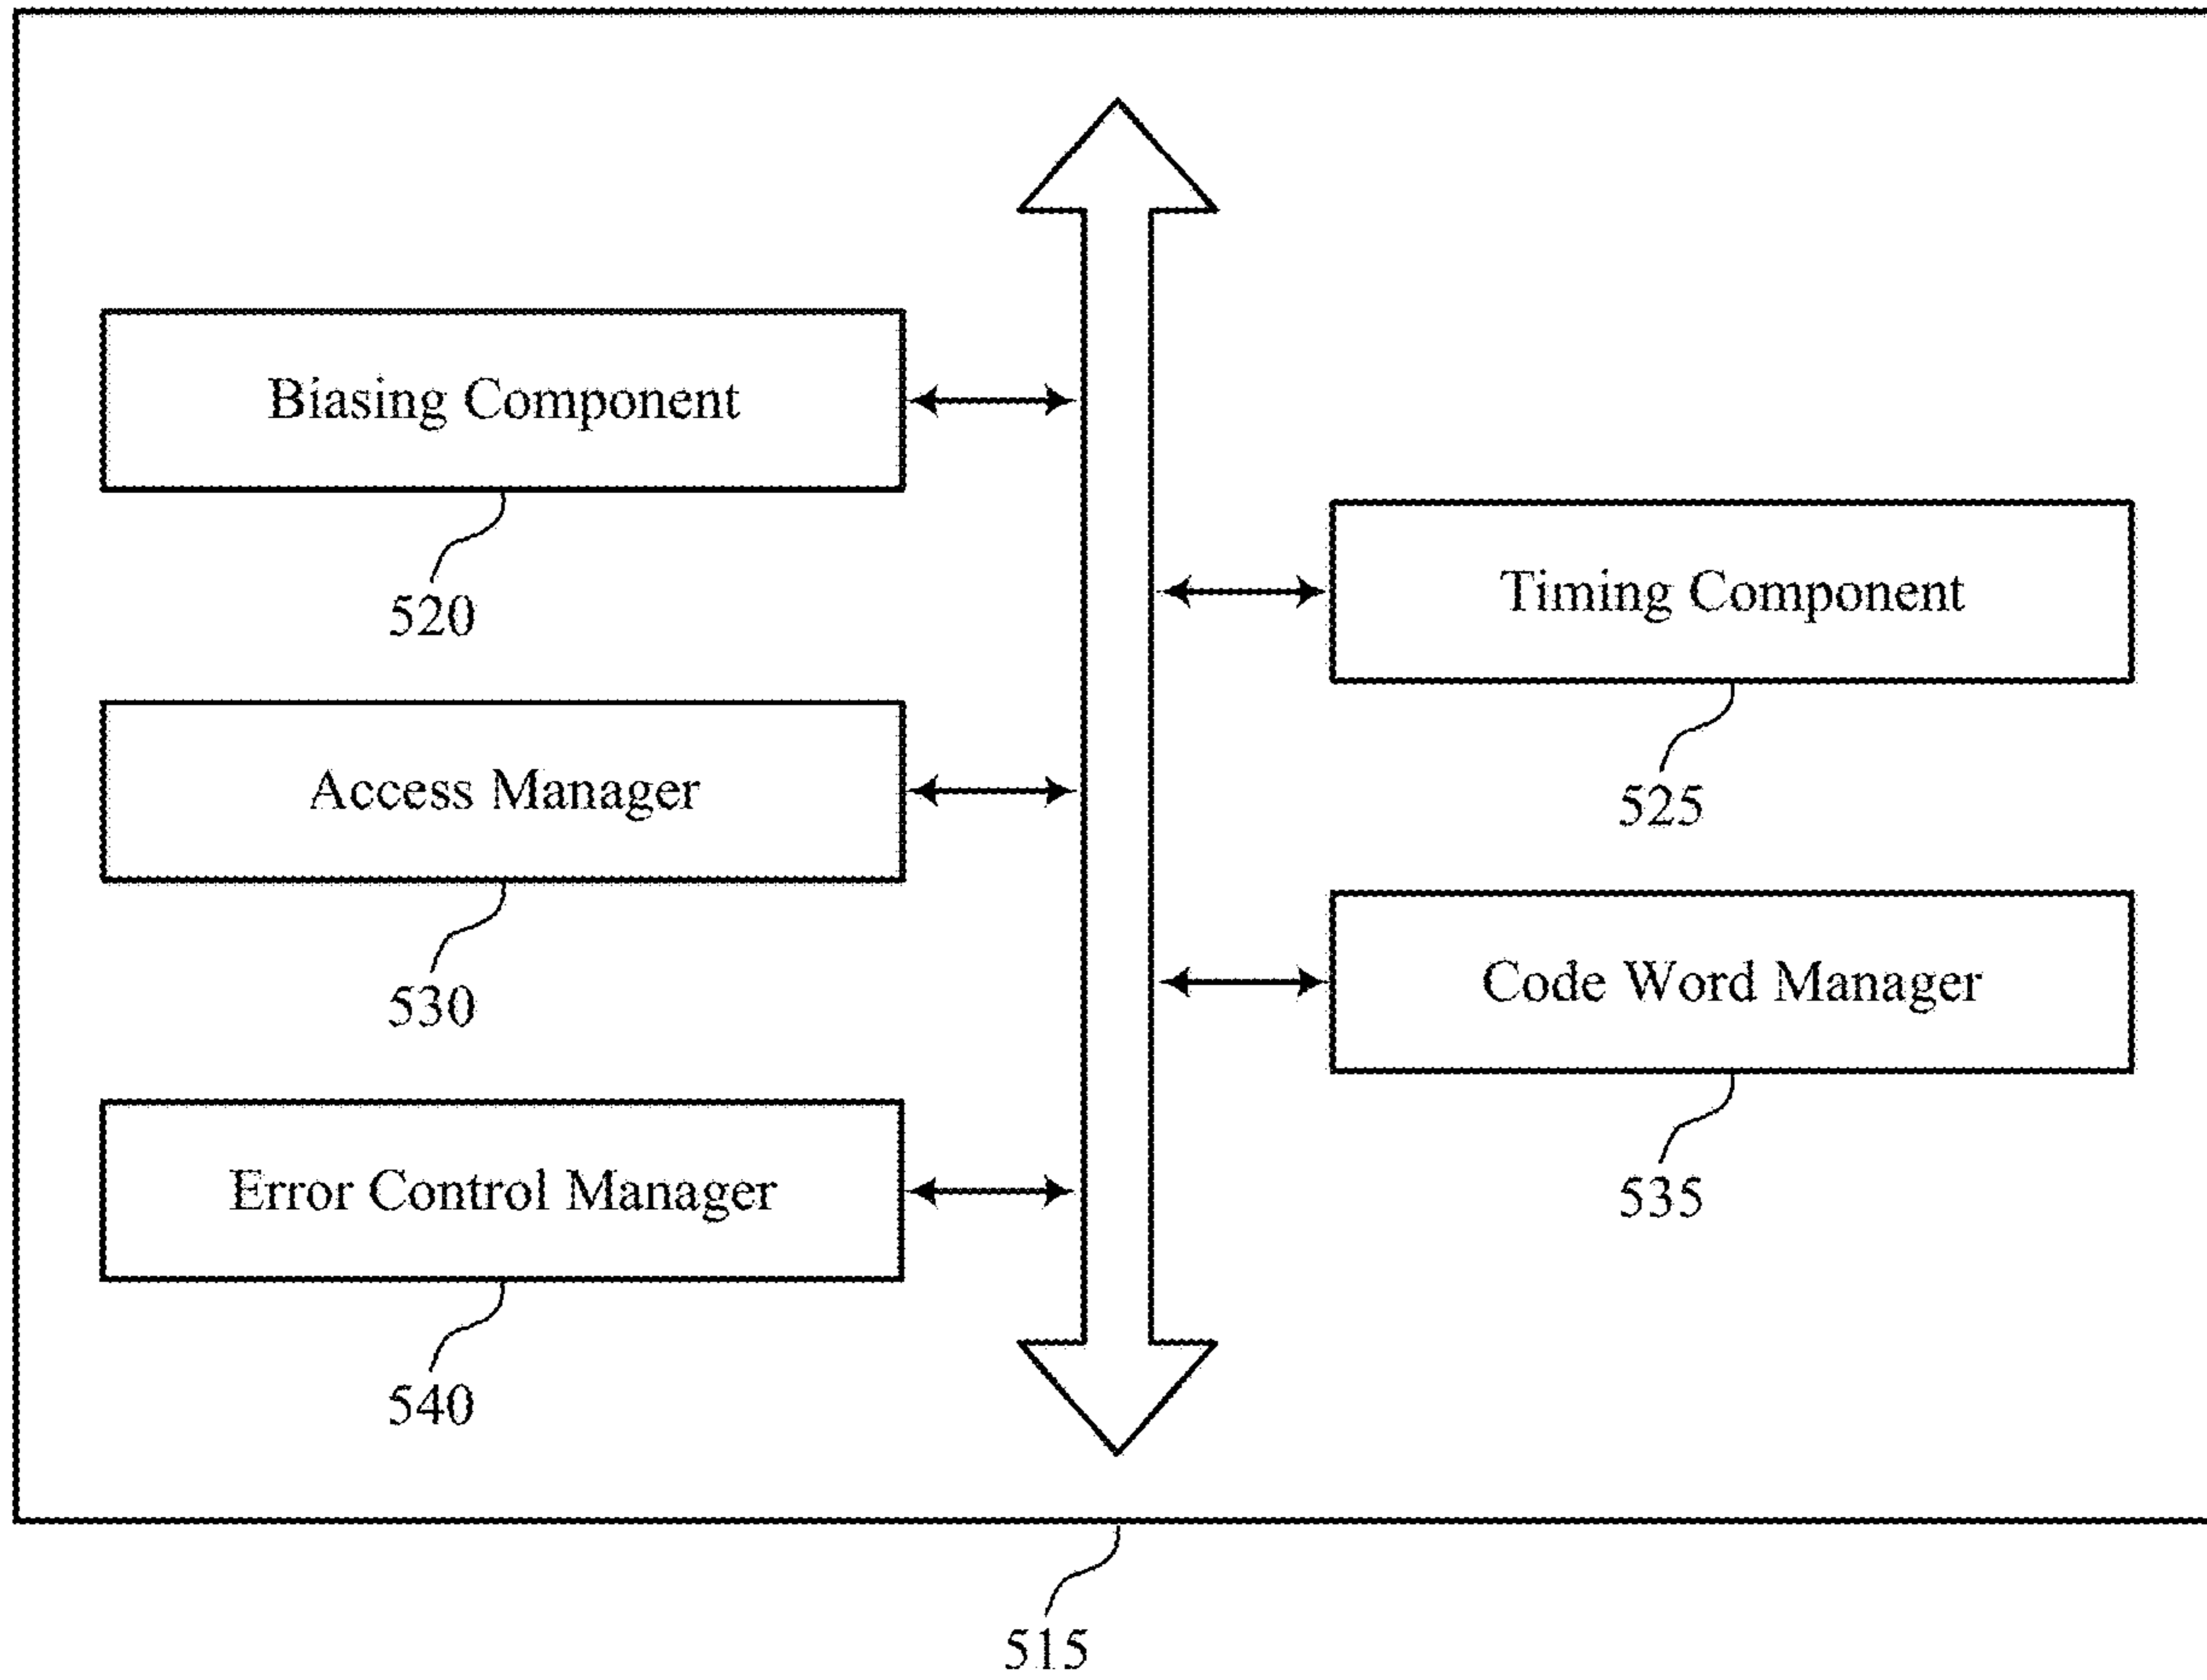 Biasing Component
520
Timing Component
525
Access Manager
530
Code Word Manager
535
Error Control Manager
540
515